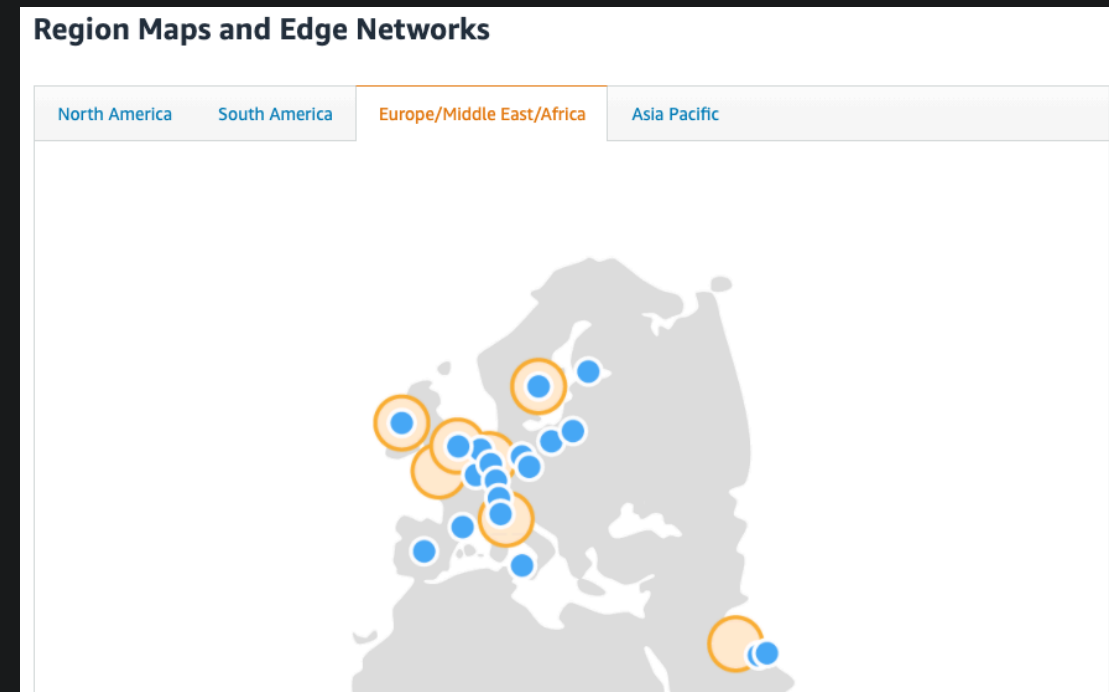 Region Maps and Edge Networks
North America
South America
Europe/Middle East/Africa
Asia Pacific